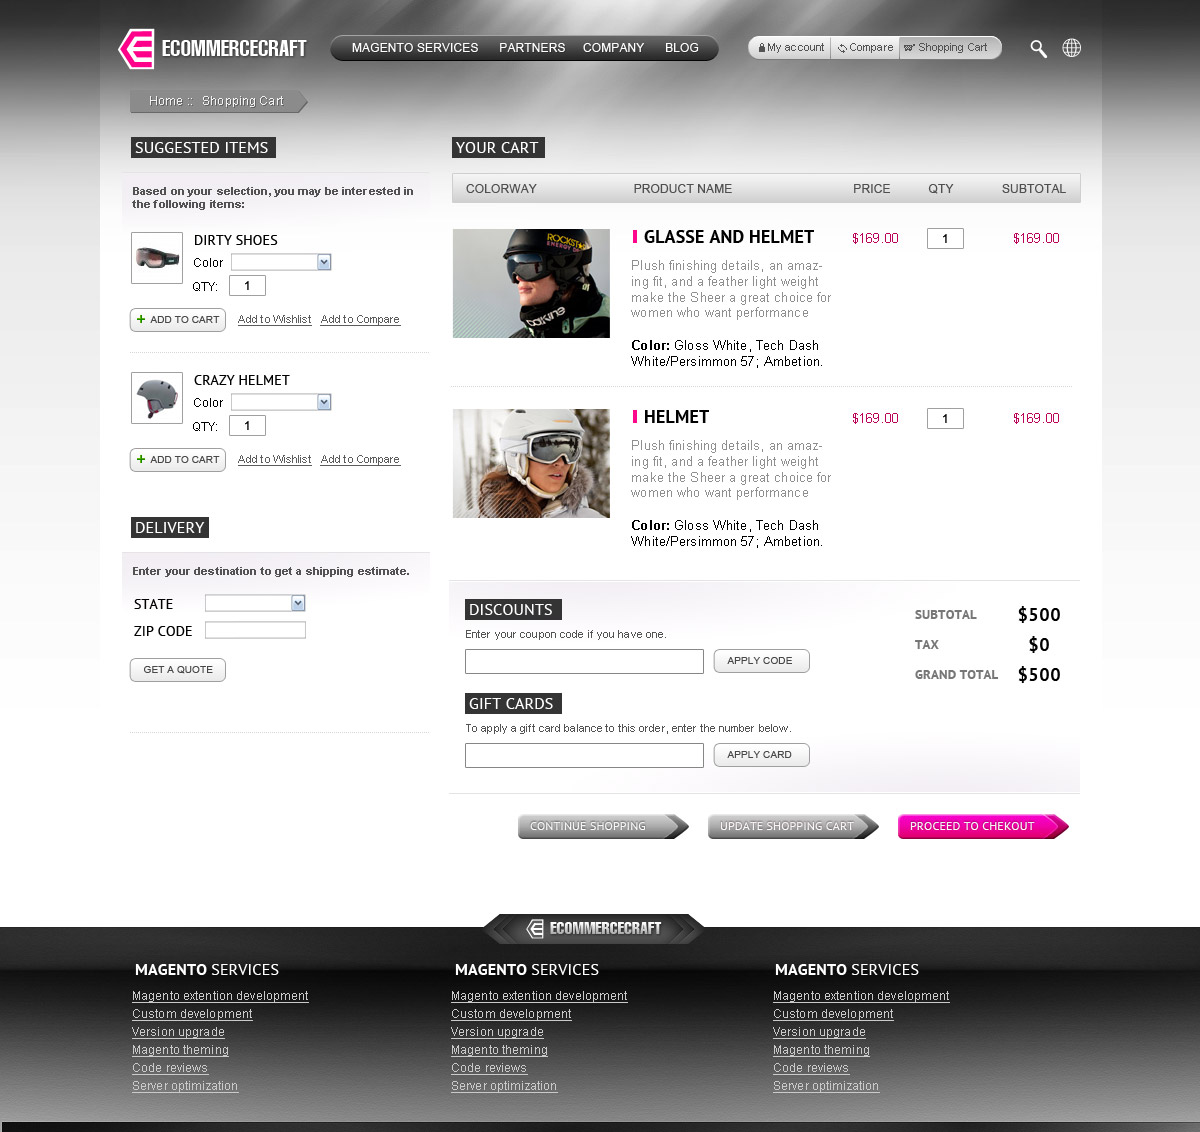 ECOMMERCECRAFT
MAGENTO SERVICES PARTNERS COMPANY BLOG
My account Compare Shopping Cart
Home :: Shopping Cart
SUGGESTED ITEMS
Based on your selection, you may be interested in
the following items:
DIRTY SHOES
Color
QTY: 1
+ ADD TO CART Add to Wishlist Add to Compare
CRAZY HELMET
Color
QTY: 1
+ ADD TO CART Add to Wishlist Add to Compare
DELIVERY
Enter your destination to get a shipping estimate.
STATE
ZIP CODE
GET A QUOTE
YOUR CART
COLORWAY PRODUCT NAME PRICE QTY SUBTOTAL
ROCKSTAR
ENERGY
DAKINE
GLASSE AND HELMET $169.00 1 $169.00
Plush finishing details, an amaz-
ing fit, and a feather light weight
make the Sheer a great choice for
women who want performance
Color: Gloss White, Tech Dash
White/Persimmon 57; Ambetion.
HELMET $169.00 1 $169.00
Plush finishing details, an amaz-
ing fit, and a feather light weight
make the Sheer a great choice for
women who want performance
Color: Gloss White, Tech Dash
White/Persimmon 57; Ambetion.
DISCOUNTS
Enter your coupon code if you have one.
APPLY CODE
GIFT CARDS
To apply a gift card balance to this order, enter the number below.
APPLY CARD
SUBTOTAL $500
TAX $0
GRAND TOTAL $500
CONTINUE SHOPPING UPDATE SHOPPING CART PROCEED TO CHEKOUT
ECOMMERCECRAFT
MAGENTO SERVICES
Magento extention development
Custom development
Version upgrade
Magento theming
Code reviews
Server optimization
MAGENTO SERVICES
Magento extention development
Custom development
Version upgrade
Magento theming
Code reviews
Server optimization
MAGENTO SERVICES
Magento extention development
Custom development
Version upgrade
Magento theming
Code reviews
Server optimization